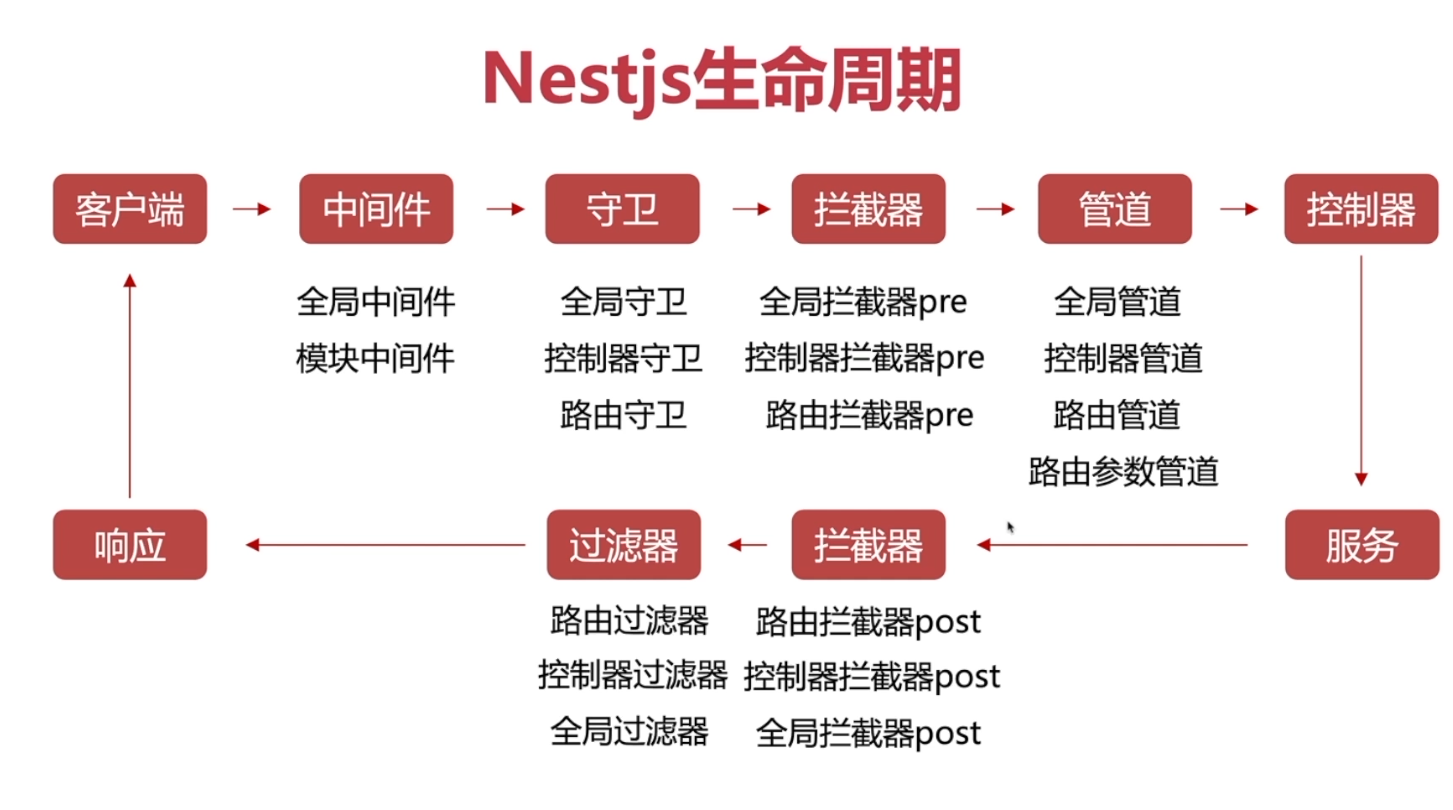 Nestjs生命周期
客户端
中间件
守卫
拦截器
管道
控制器
全局中间件
全局守卫
全局拦截器pre
全局管道
模块中间件
控制器守卫
控制器拦截器pre
控制器管道
路由守卫
路由拦截器pre
路由管道
路由参数管道
响应
过滤器
拦截器
服务
路由过滤器
路由拦截器post
控制器过滤器
控制器拦截器post
全局过滤器
全局拦截器post